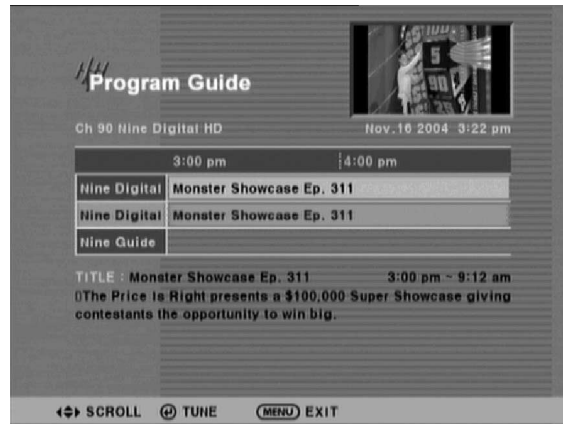 Program Guide
Ch 90 Nine Digital HD
Nov.16 2004 3:22 pm
3:00 pm 4:00 pm
Nine Digital Monster Showcase Ep. 311
Nine Digital Monster Showcase Ep. 311
Nine Guide
TITLE : Monster Showcase Ep. 311 3:00 pm ~ 9:12 am
▯The Price Is Right presents a $100,000 Super Showcase giving
contestants the opportunity to win big.
SCROLL TUNE MENU EXIT